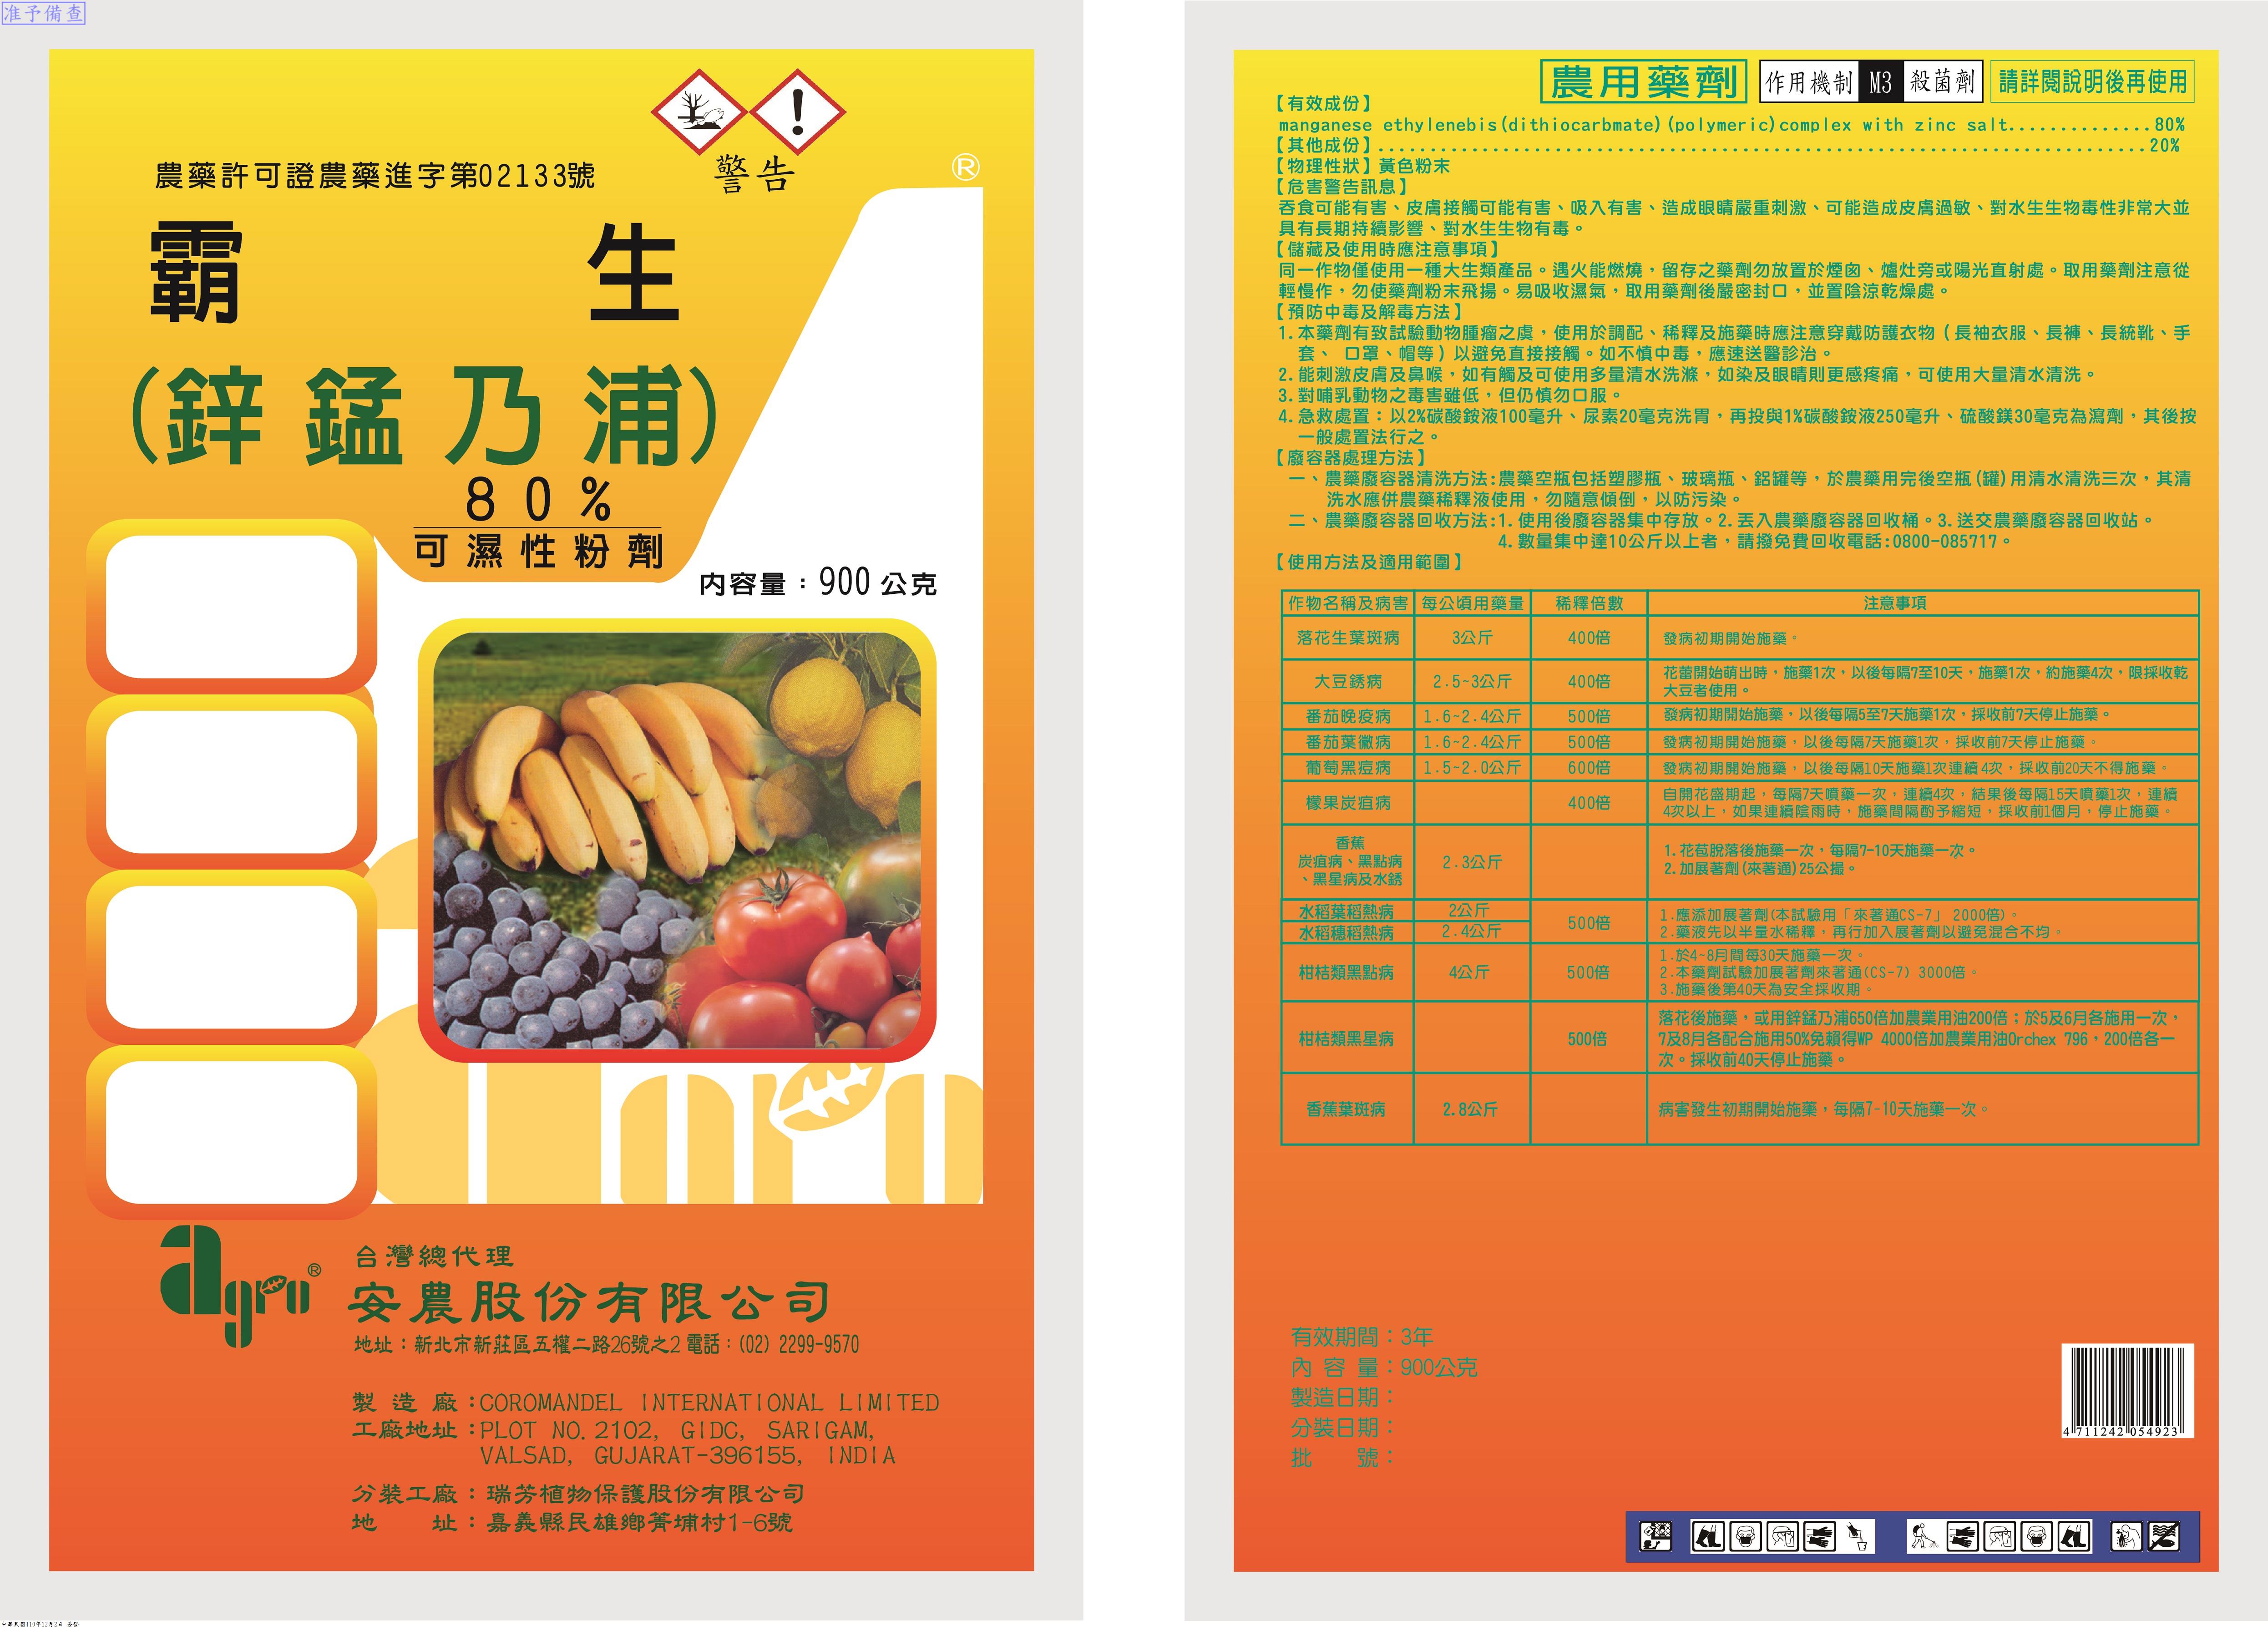 准予備查
警告
®
農藥許可證農藥進字第02133號
霸 生
(鋅錳乃浦)
80%
可濕性粉劑
內容量：900 公克
agro®
台灣總代理
安農股份有限公司
地址：新北市新莊區五權二路26號之2 電話：(02) 2299-9570
製 造 廠：COROMANDEL INTERNATIONAL LIMITED
工廠地址：PLOT NO. 2102, GIDC, SARIGAM,
VALSAD, GUJARAT-396155, INDIA
分裝工廠：瑞芳植物保護股份有限公司
地 址：嘉義縣民雄鄉菁埔村1-6號
中華民國110年12月2日 簽發
農用藥劑 作用機制 M3 殺菌劑 請詳閱說明後再使用
【有效成份】
manganese ethylenebis(dithiocarbmate)(polymeric)complex with zinc salt..............80%
【其他成份】..........................................................................20%
【物理性狀】黃色粉末
【危害警告訊息】
吞食可能有害、皮膚接觸可能有害、吸入有害、造成眼睛嚴重刺激、可能造成皮膚過敏、對水生生物毒性非常大並
具有長期持續影響、對水生生物有毒。
【儲藏及使用時應注意事項】
同一作物僅使用一種大生類產品。遇火能燃燒，留存之藥劑勿放置於煙囪、爐灶旁或陽光直射處。取用藥劑注意從
輕慢作，勿使藥劑粉末飛揚。易吸收濕氣，取用藥劑後嚴密封口，並置陰涼乾燥處。
【預防中毒及解毒方法】
1.本藥劑有致試驗動物腫瘤之虞，使用於調配、稀釋及施藥時應注意穿戴防護衣物（長袖衣服、長褲、長統靴、手
套、 口罩、帽等）以避免直接接觸。如不慎中毒，應速送醫診治。
2.能刺激皮膚及鼻喉，如有觸及可使用多量清水洗滌，如染及眼睛則更感疼痛，可使用大量清水清洗。
3.對哺乳動物之毒害雖低，但仍慎勿口服。
4.急救處置：以2%碳酸銨液100毫升、尿素20毫克洗胃，再投與1%碳酸銨液250毫升、硫酸鎂30毫克為瀉劑，其後按
一般處置法行之。
【廢容器處理方法】
一、農藥廢容器清洗方法:農藥空瓶包括塑膠瓶、玻璃瓶、鋁罐等，於農藥用完後空瓶(罐)用清水清洗三次，其清
洗水應併農藥稀釋液使用，勿隨意傾倒，以防污染。
二、農藥廢容器回收方法:1.使用後廢容器集中存放。2.丟入農藥廢容器回收桶。3.送交農藥廢容器回收站。
4.數量集中達10公斤以上者，請撥免費回收電話:0800-085717。
【使用方法及適用範圍】
作物名稱及病害 每公頃用藥量 稀釋倍數 注意事項
落花生葉斑病 3公斤 400倍 發病初期開始施藥。
大豆銹病 2.5~3公斤 400倍 花蕾開始萌出時，施藥1次，以後每隔7至10天，施藥1次，約施藥4次，限採收乾
大豆者使用。
番茄晚疫病 1.6~2.4公斤 500倍 發病初期開始施藥，以後每隔5至7天施藥1次，採收前7天停止施藥。
番茄葉黴病 1.6~2.4公斤 500倍 發病初期開始施藥，以後每隔7天施藥1次，採收前7天停止施藥。
葡萄黑痘病 1.5~2.0公斤 600倍 發病初期開始施藥，以後每隔10天施藥1次連續4次，採收前20天不得施藥。
檬果炭疽病 400倍 自開花盛期起，每隔7天噴藥一次，連續4次，結果後每隔15天噴藥1次，連續
4次以上，如果連續陰雨時，施藥間隔酌予縮短，採收前1個月，停止施藥。
香蕉
炭疽病、黑點病
、黑星病及水銹 2.3公斤 1.花苞脫落後施藥一次，每隔7-10天施藥一次。
2.加展著劑(來著通)25公撮。
水稻葉稻熱病 2公斤 500倍 1.應添加展著劑(本試驗用「來著通CS-7」 2000倍)。
水稻穗稻熱病 2.4公斤 2.藥液先以半量水稀釋，再行加入展著劑以避免混合不均。
柑桔類黑點病 4公斤 500倍 1.於4~8月間每30天施藥一次。
2.本藥劑試驗加展著劑來著通(CS-7) 3000倍。
3.施藥後第40天為安全採收期。
柑桔類黑星病 500倍 落花後施藥，或用鋅錳乃浦650倍加農業用油200倍；於5及6月各施用一次，
7及8月各配合施用50%免賴得WP 4000倍加農業用油Orchex 796，200倍各一
次。採收前40天停止施藥。
香蕉葉斑病 2.8公斤 病害發生初期開始施藥，每隔7-10天施藥一次。
有效期間：3年
內 容 量：900公克
製造日期：
分裝日期：
批 號：
4 711242 054923